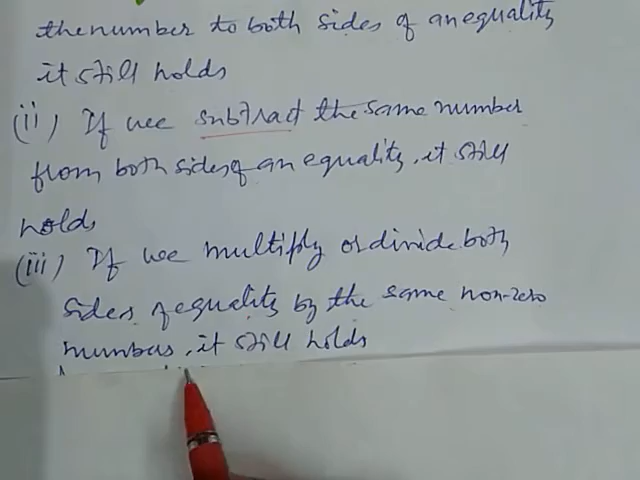 the number to both sides of an equality
it still holds
(ii) If we subtract the same number
from both sides of an equality, it still
holds
(iii) If we multiply or divide both
sides of equality by the same non-zero
number, it still holds